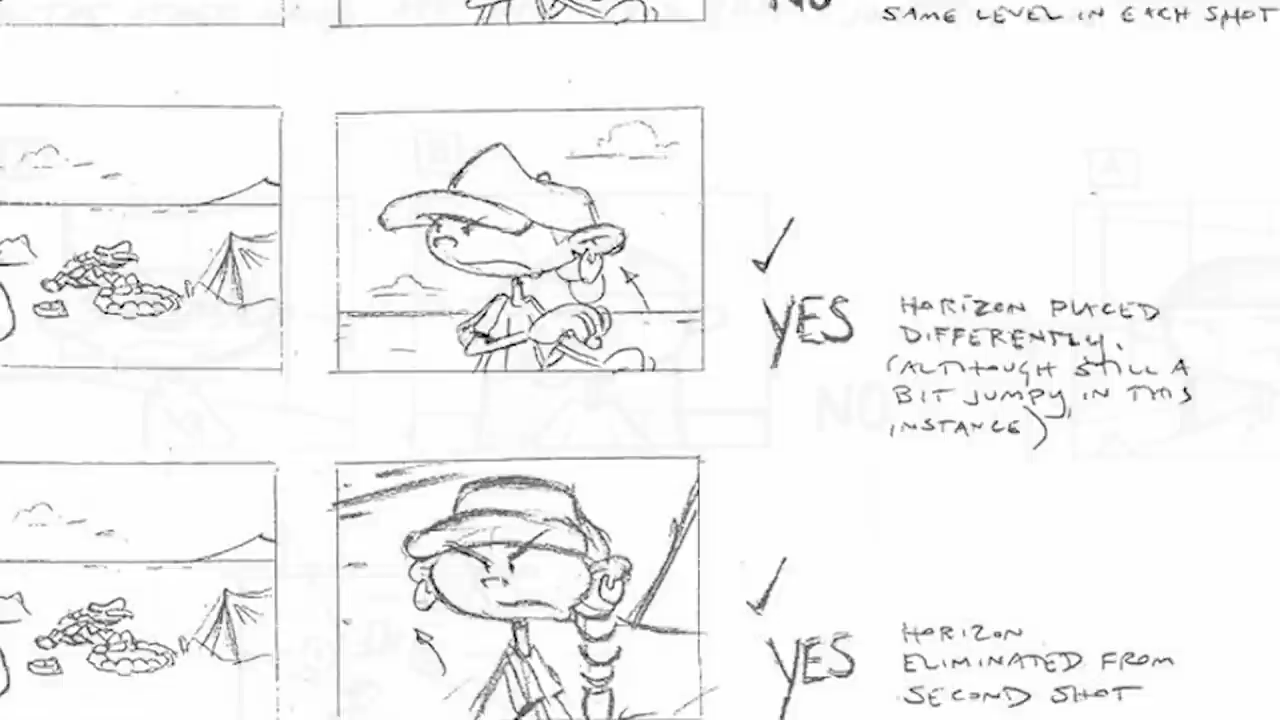 NO
SAME LEVEL IN EACH SHOT
YES
HORIZON PLACED
DIFFERENTLY.
(ALTHOUGH STILL A
BIT JUMPY, IN THIS
INSTANCE)
YES
HORIZON
ELIMINATED FROM
SECOND SHOT